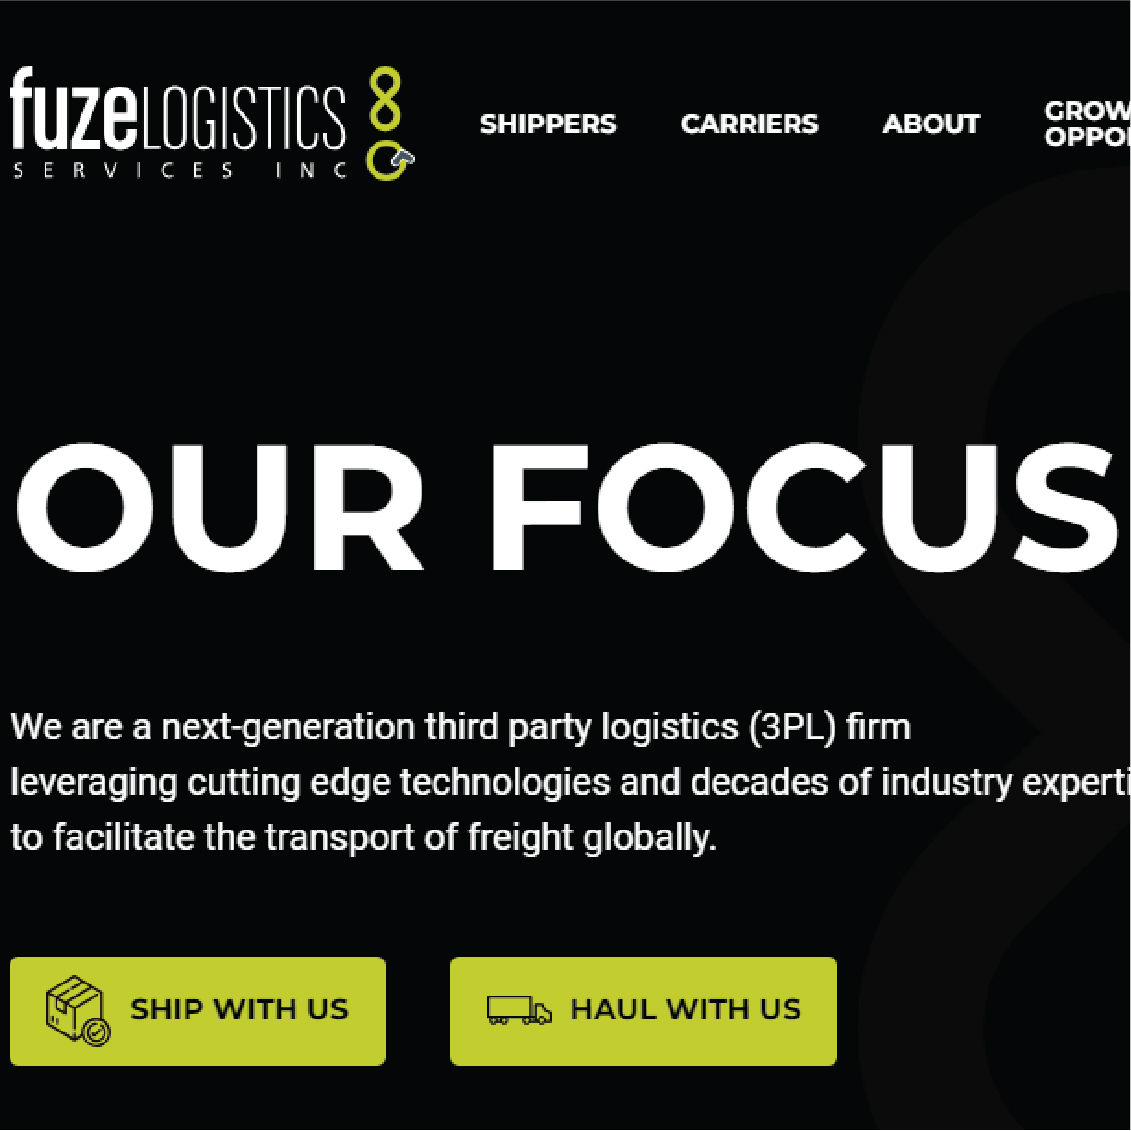 fuzeLOGISTICS
SERVICES INC
SHIPPERS
CARRIERS
ABOUT
GROW
OPPO
OUR FOCUS
We are a next-generation third party logistics (3PL) firm
leveraging cutting edge technologies and decades of industry experti
to facilitate the transport of freight globally.
SHIP WITH US
HAUL WITH US